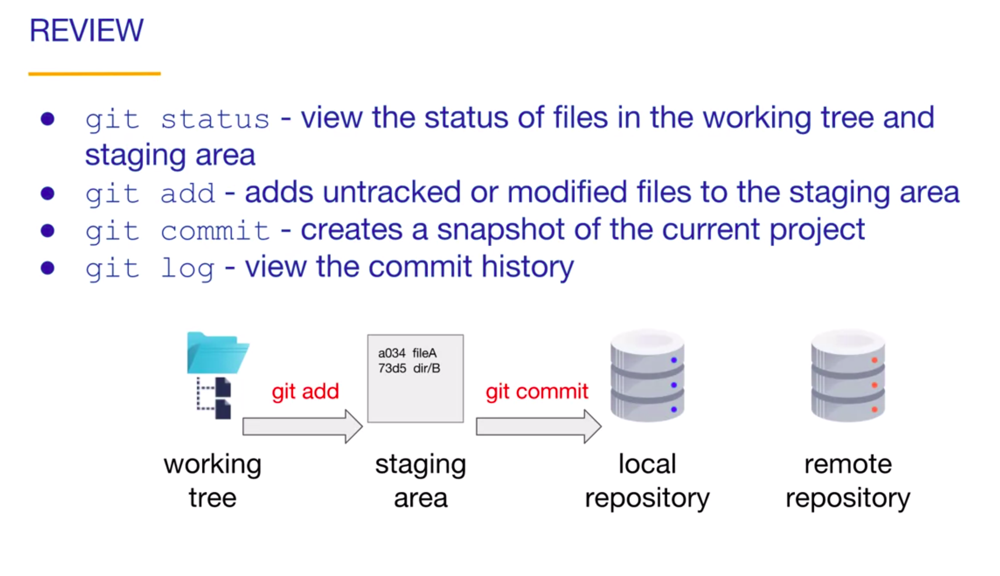 REVIEW
● git status - view the status of files in the working tree and
staging area
● git add - adds untracked or modified files to the staging area
● git commit - creates a snapshot of the current project
● git log - view the commit history
a034 fileA
73d5 dir/B
git add
git commit
working
tree
staging
area
local
repository
remote
repository